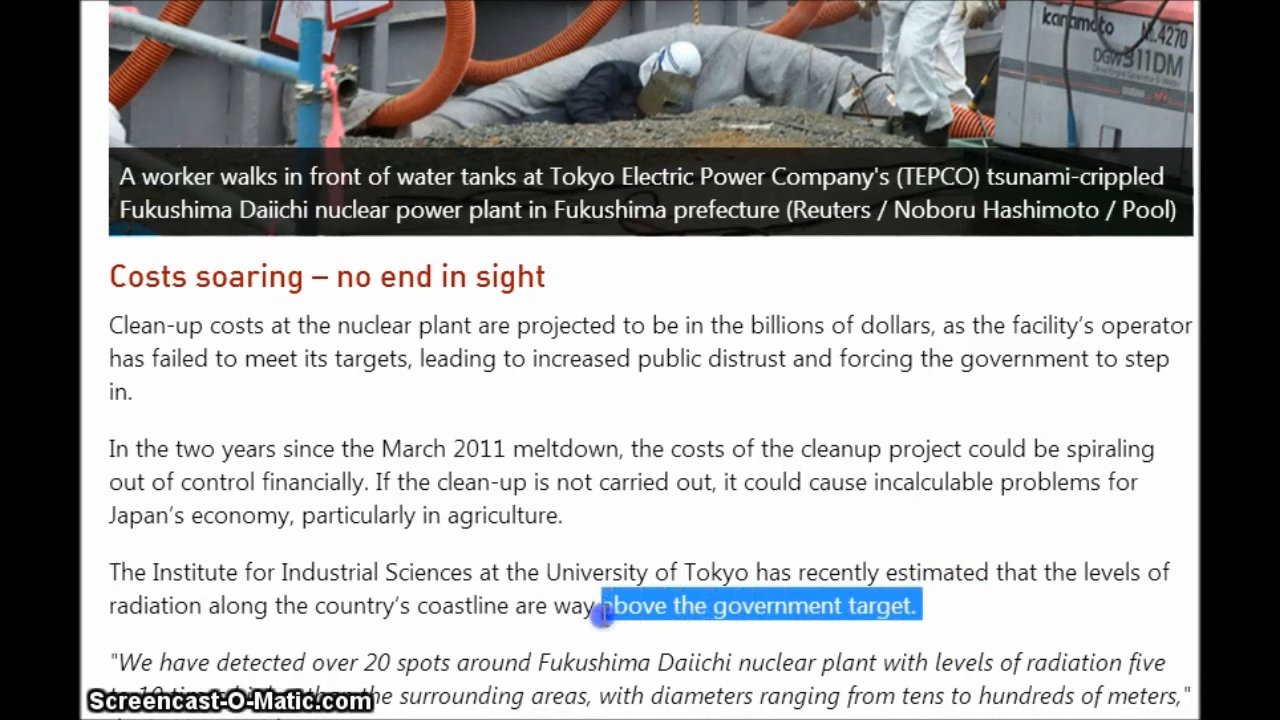 kanamoto
NL4270
DGW311DM
A worker walks in front of water tanks at Tokyo Electric Power Company's (TEPCO) tsunami-crippled
Fukushima Daiichi nuclear power plant in Fukushima prefecture (Reuters / Noboru Hashimoto / Pool)
Costs soaring – no end in sight
Clean-up costs at the nuclear plant are projected to be in the billions of dollars, as the facility's operator
has failed to meet its targets, leading to increased public distrust and forcing the government to step
in.
In the two years since the March 2011 meltdown, the costs of the cleanup project could be spiraling
out of control financially. If the clean-up is not carried out, it could cause incalculable problems for
Japan's economy, particularly in agriculture.
The Institute for Industrial Sciences at the University of Tokyo has recently estimated that the levels of
radiation along the country's coastline are way above the government target.
"We have detected over 20 spots around Fukushima Daiichi nuclear plant with levels of radiation five
the surrounding areas, with diameters ranging from tens to hundreds of meters,"
Screencast-O-Matic.com